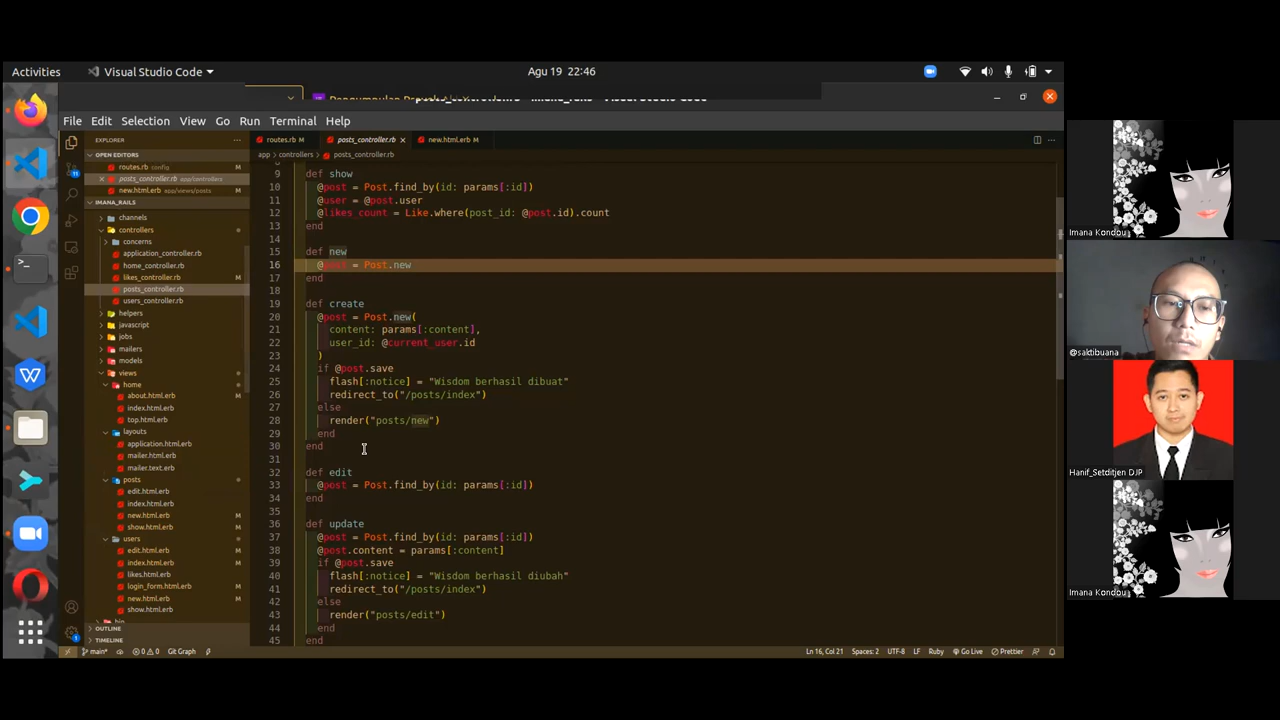 Activities
Visual Studio Code
Agu 19 22:46
File Edit Selection View Go Run Terminal Help
EXPLORER
OPEN EDITORS
routes.rb config M
posts_controller.rb app/controllers
new.html.erb app/views/posts M
IMANA_RAILS
channels
controllers
concerns
application_controller.rb
home_controller.rb
likes_controller.rb M
posts_controller.rb
users_controller.rb
helpers
javascript
jobs
mailers
models
views
home
about.html.erb M
index.html.erb
top.html.erb M
layouts
application.html.erb
mailer.html.erb
mailer.text.erb
posts
edit.html.erb
index.html.erb
new.html.erb M
show.html.erb M
users
edit.html.erb M
index.html.erb M
likes.html.erb
login_form.html.erb M
new.html.erb M
show.html.erb
OUTLINE
TIMELINE
routes.rb M
posts_controller.rb
new.html.erb M
app > controllers > posts_controller.rb
9 def show
10 @post = Post.find_by(id: params[:id])
11 @user = @post.user
12 @likes_count = Like.where(post_id: @post.id).count
13 end
14
15 def new
16 @post = Post.new
17 end
18
19 def create
20 @post = Post.new(
21 content: params[:content],
22 user_id: @current_user.id
23 )
24 if @post.save
25 flash[:notice] = "Wisdom berhasil dibuat"
26 redirect_to("/posts/index")
27 else
28 render("posts/new")
29 end
30 end
31
32 def edit
33 @post = Post.find_by(id: params[:id])
34 end
35
36 def update
37 @post = Post.find_by(id: params[:id])
38 @post.content = params[:content]
39 if @post.save
40 flash[:notice] = "Wisdom berhasil diubah"
41 redirect_to("/posts/index")
42 else
43 render("posts/edit")
44 end
45 end
main* 0 0 Git Graph
Ln 16, Col 21 Spaces: 2 UTF-8 LF Ruby Go Live Prettier
Imana Kondou
@saktibuana
Hanif_Setditjen DJP
Imana Kondou